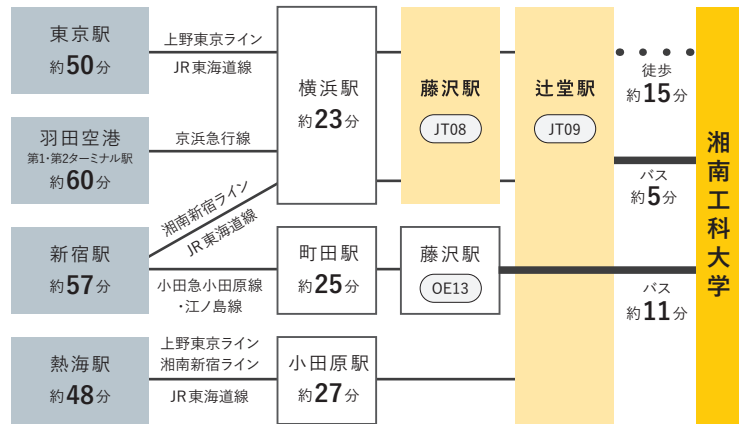 東京駅
約50分
上野東京ライン
JR東海道線
羽田空港
第1・第2ターミナル駅
約60分
京浜急行線
湘南新宿ライン
JR東海道線
横浜駅
約23分
藤沢駅
JT08
辻堂駅
JT09
徒歩
約15分
バス
約5分
新宿駅
約57分
小田急小田原線
・江ノ島線
町田駅
約25分
藤沢駅
OE13
バス
約11分
熱海駅
約48分
上野東京ライン
湘南新宿ライン
JR東海道線
小田原駅
約27分
湘南工科大学